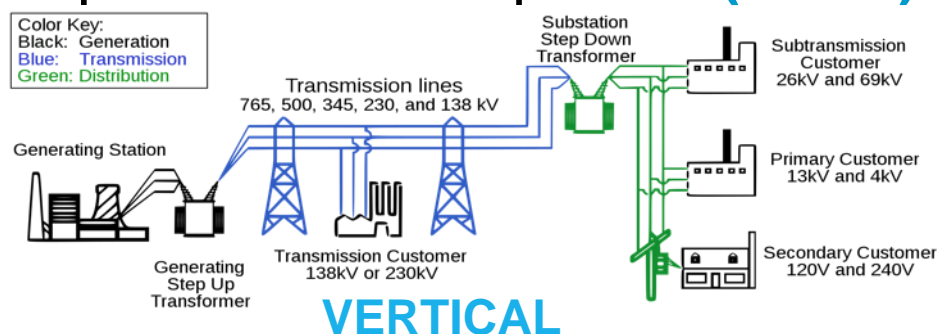 Color Key:
Black: Generation
Blue: Transmission
Green: Distribution
Substation
Step Down
Transformer
Subtransmission
Customer
26kV and 69kV
Transmission lines
765, 500, 345, 230, and 138 kV
Generating Station
Primary Customer
13kV and 4kV
Transmission Customer
138kV or 230kV
Generating
Step Up
Transformer
Secondary Customer
120V and 240V
VERTICAL